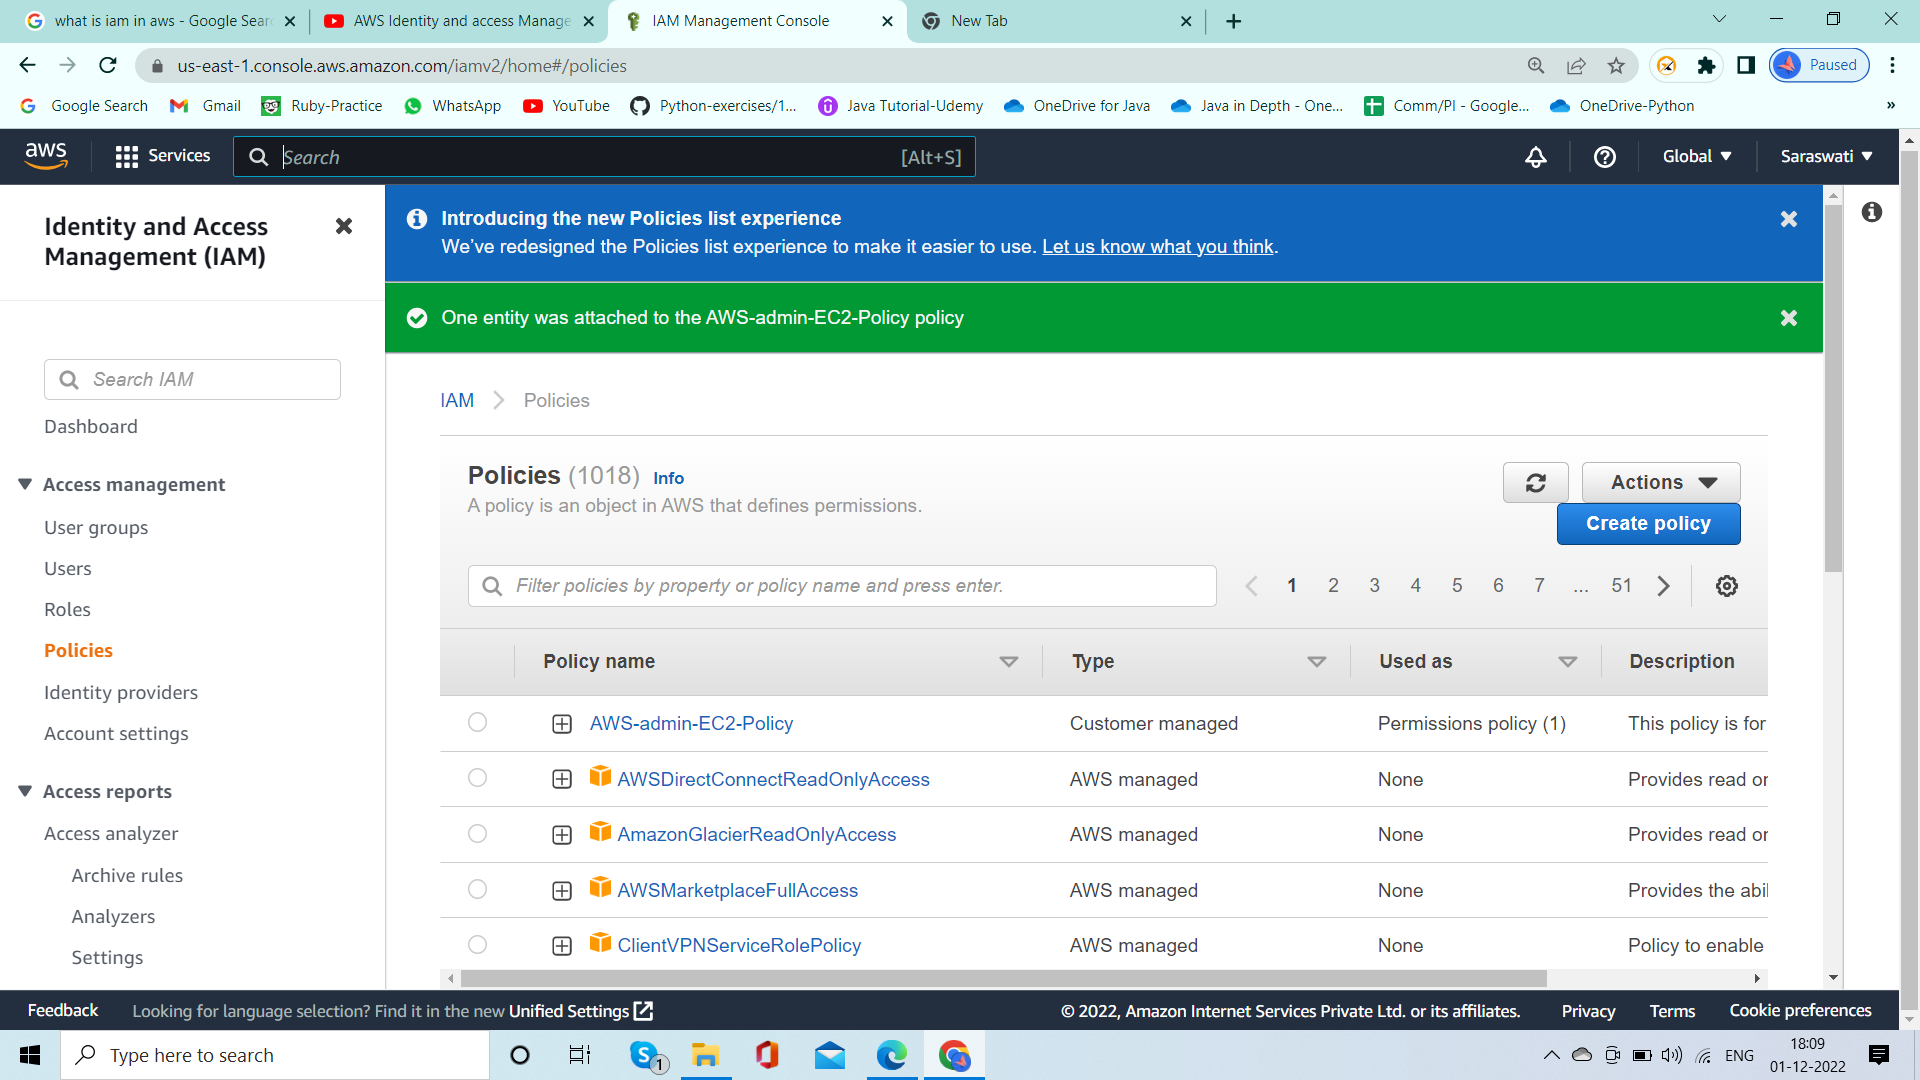 what is iam in aws - Google Sear
AWS Identity and access Manage
IAM Management Console
New Tab
us-east-1.console.aws.amazon.com/iamv2/home#/policies
Paused
Google Search
Gmail
Ruby-Practice
WhatsApp
YouTube
Python-exercises/1...
Java Tutorial-Udemy
OneDrive for Java
Java in Depth - One...
Comm/PI - Google...
OneDrive-Python
»
aws
Services
Search
[Alt+S]
Global
Saraswati
Identity and Access
Management (IAM)
Search IAM
Dashboard
Access management
User groups
Users
Roles
Policies
Identity providers
Account settings
Access reports
Access analyzer
Archive rules
Analyzers
Settings
Introducing the new Policies list experience
We've redesigned the Policies list experience to make it easier to use. Let us know what you think.
One entity was attached to the AWS-admin-EC2-Policy policy
IAM > Policies
Policies (1018) Info
A policy is an object in AWS that defines permissions.
Actions
Create policy
Filter policies by property or policy name and press enter.
1 2 3 4 5 6 7 ... 51
Policy name Type Used as Description
AWS-admin-EC2-Policy Customer managed Permissions policy (1) This policy is for
AWSDirectConnectReadOnlyAccess AWS managed None Provides read or
AmazonGlacierReadOnlyAccess AWS managed None Provides read or
AWSMarketplaceFullAccess AWS managed None Provides the abil
ClientVPNServiceRolePolicy AWS managed None Policy to enable
Feedback
Looking for language selection? Find it in the new Unified Settings
© 2022, Amazon Internet Services Private Ltd. or its affiliates.
Privacy
Terms
Cookie preferences
Type here to search
S 1
ENG
18:09
01-12-2022